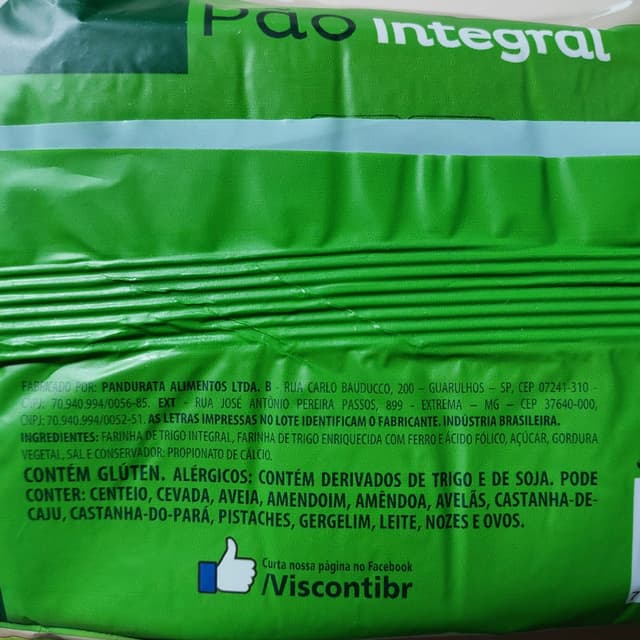 Pão Integral
FABRICADO POR: PANDURATA ALIMENTOS LTDA. B - RUA CARLO BAUDUCCO, 200 – GUARULHOS – SP, CEP 07241-310 -
CNPJ: 70.940.994/0056-85. EXT - RUA JOSÉ ANTÔNIO PEREIRA PASSOS, 899 - EXTREMA – MG – CEP 37640-000,
CNPJ: 70.940.994/0052-51. AS LETRAS IMPRESSAS NO LOTE IDENTIFICAM O FABRICANTE. INDÚSTRIA BRASILEIRA.
INGREDIENTES: FARINHA DE TRIGO INTEGRAL, FARINHA DE TRIGO ENRIQUECIDA COM FERRO E ÁCIDO FÓLICO, AÇÚCAR, GORDURA
VEGETAL, SAL E CONSERVADOR: PROPIONATO DE CÁLCIO.
CONTÉM GLÚTEN. ALÉRGICOS: CONTÉM DERIVADOS DE TRIGO E DE SOJA. PODE
CONTER: CENTEIO, CEVADA, AVEIA, AMENDOIM, AMÊNDOA, AVELÃS, CASTANHA-DE-
CAJU, CASTANHA-DO-PARÁ, PISTACHES, GERGELIM, LEITE, NOZES E OVOS.
Curta nossa página no Facebook
/Viscontibr